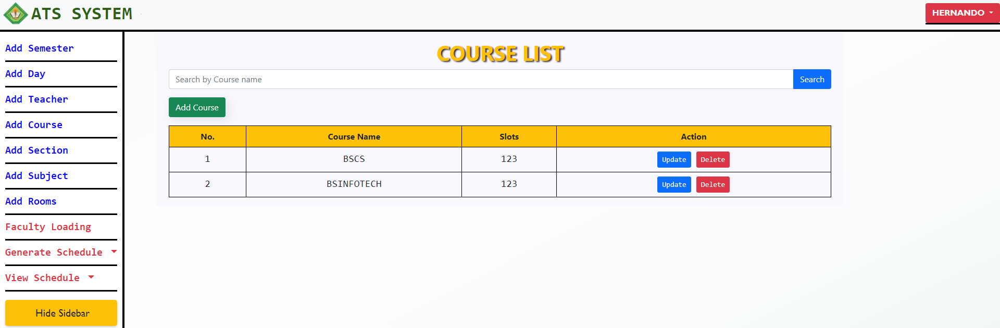 ATS SYSTEM
HERNANDO
Add Semester
Add Day
Add Teacher
Add Course
Add Section
Add Subject
Add Rooms
Faculty Loading
Generate Schedule
View Schedule
Hide Sidebar
COURSE LIST
Search by Course name Search
Add Course
No. Course Name Slots Action
1 BSCS 123 Update Delete
2 BSINFOTECH 123 Update Delete